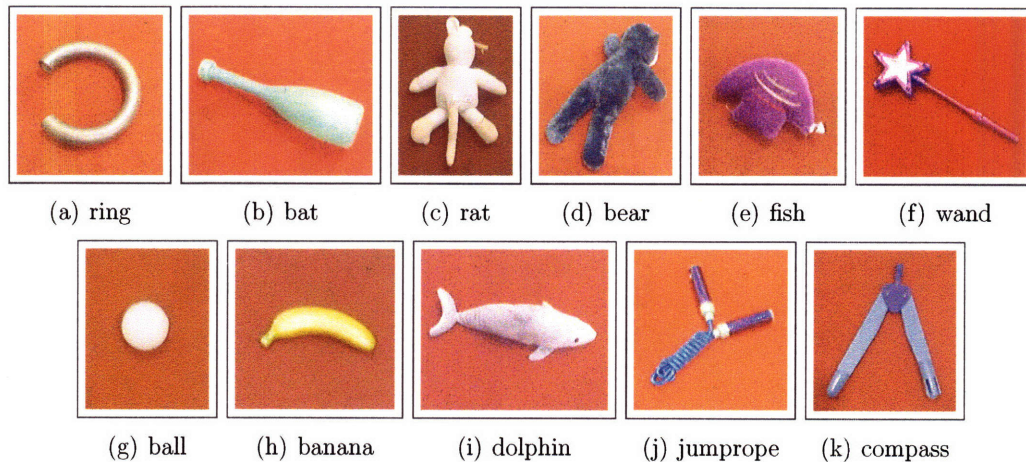 (a) ring (b) bat (c) rat (d) bear (e) fish (f) wand
(g) ball (h) banana (i) dolphin (j) jumprope (k) compass